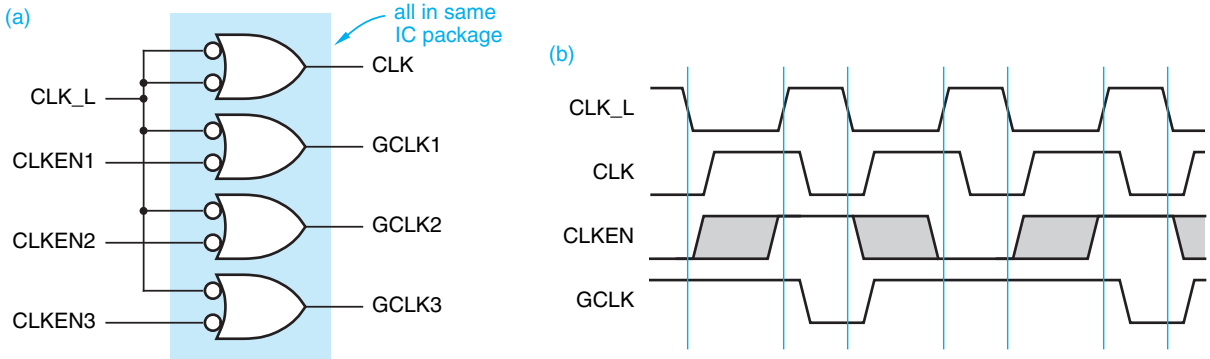 (a)
all in same
IC package
CLK_L
CLKEN1
CLKEN2
CLKEN3
CLK
GCLK1
GCLK2
GCLK3
(b)
CLK_L
CLK
CLKEN
GCLK